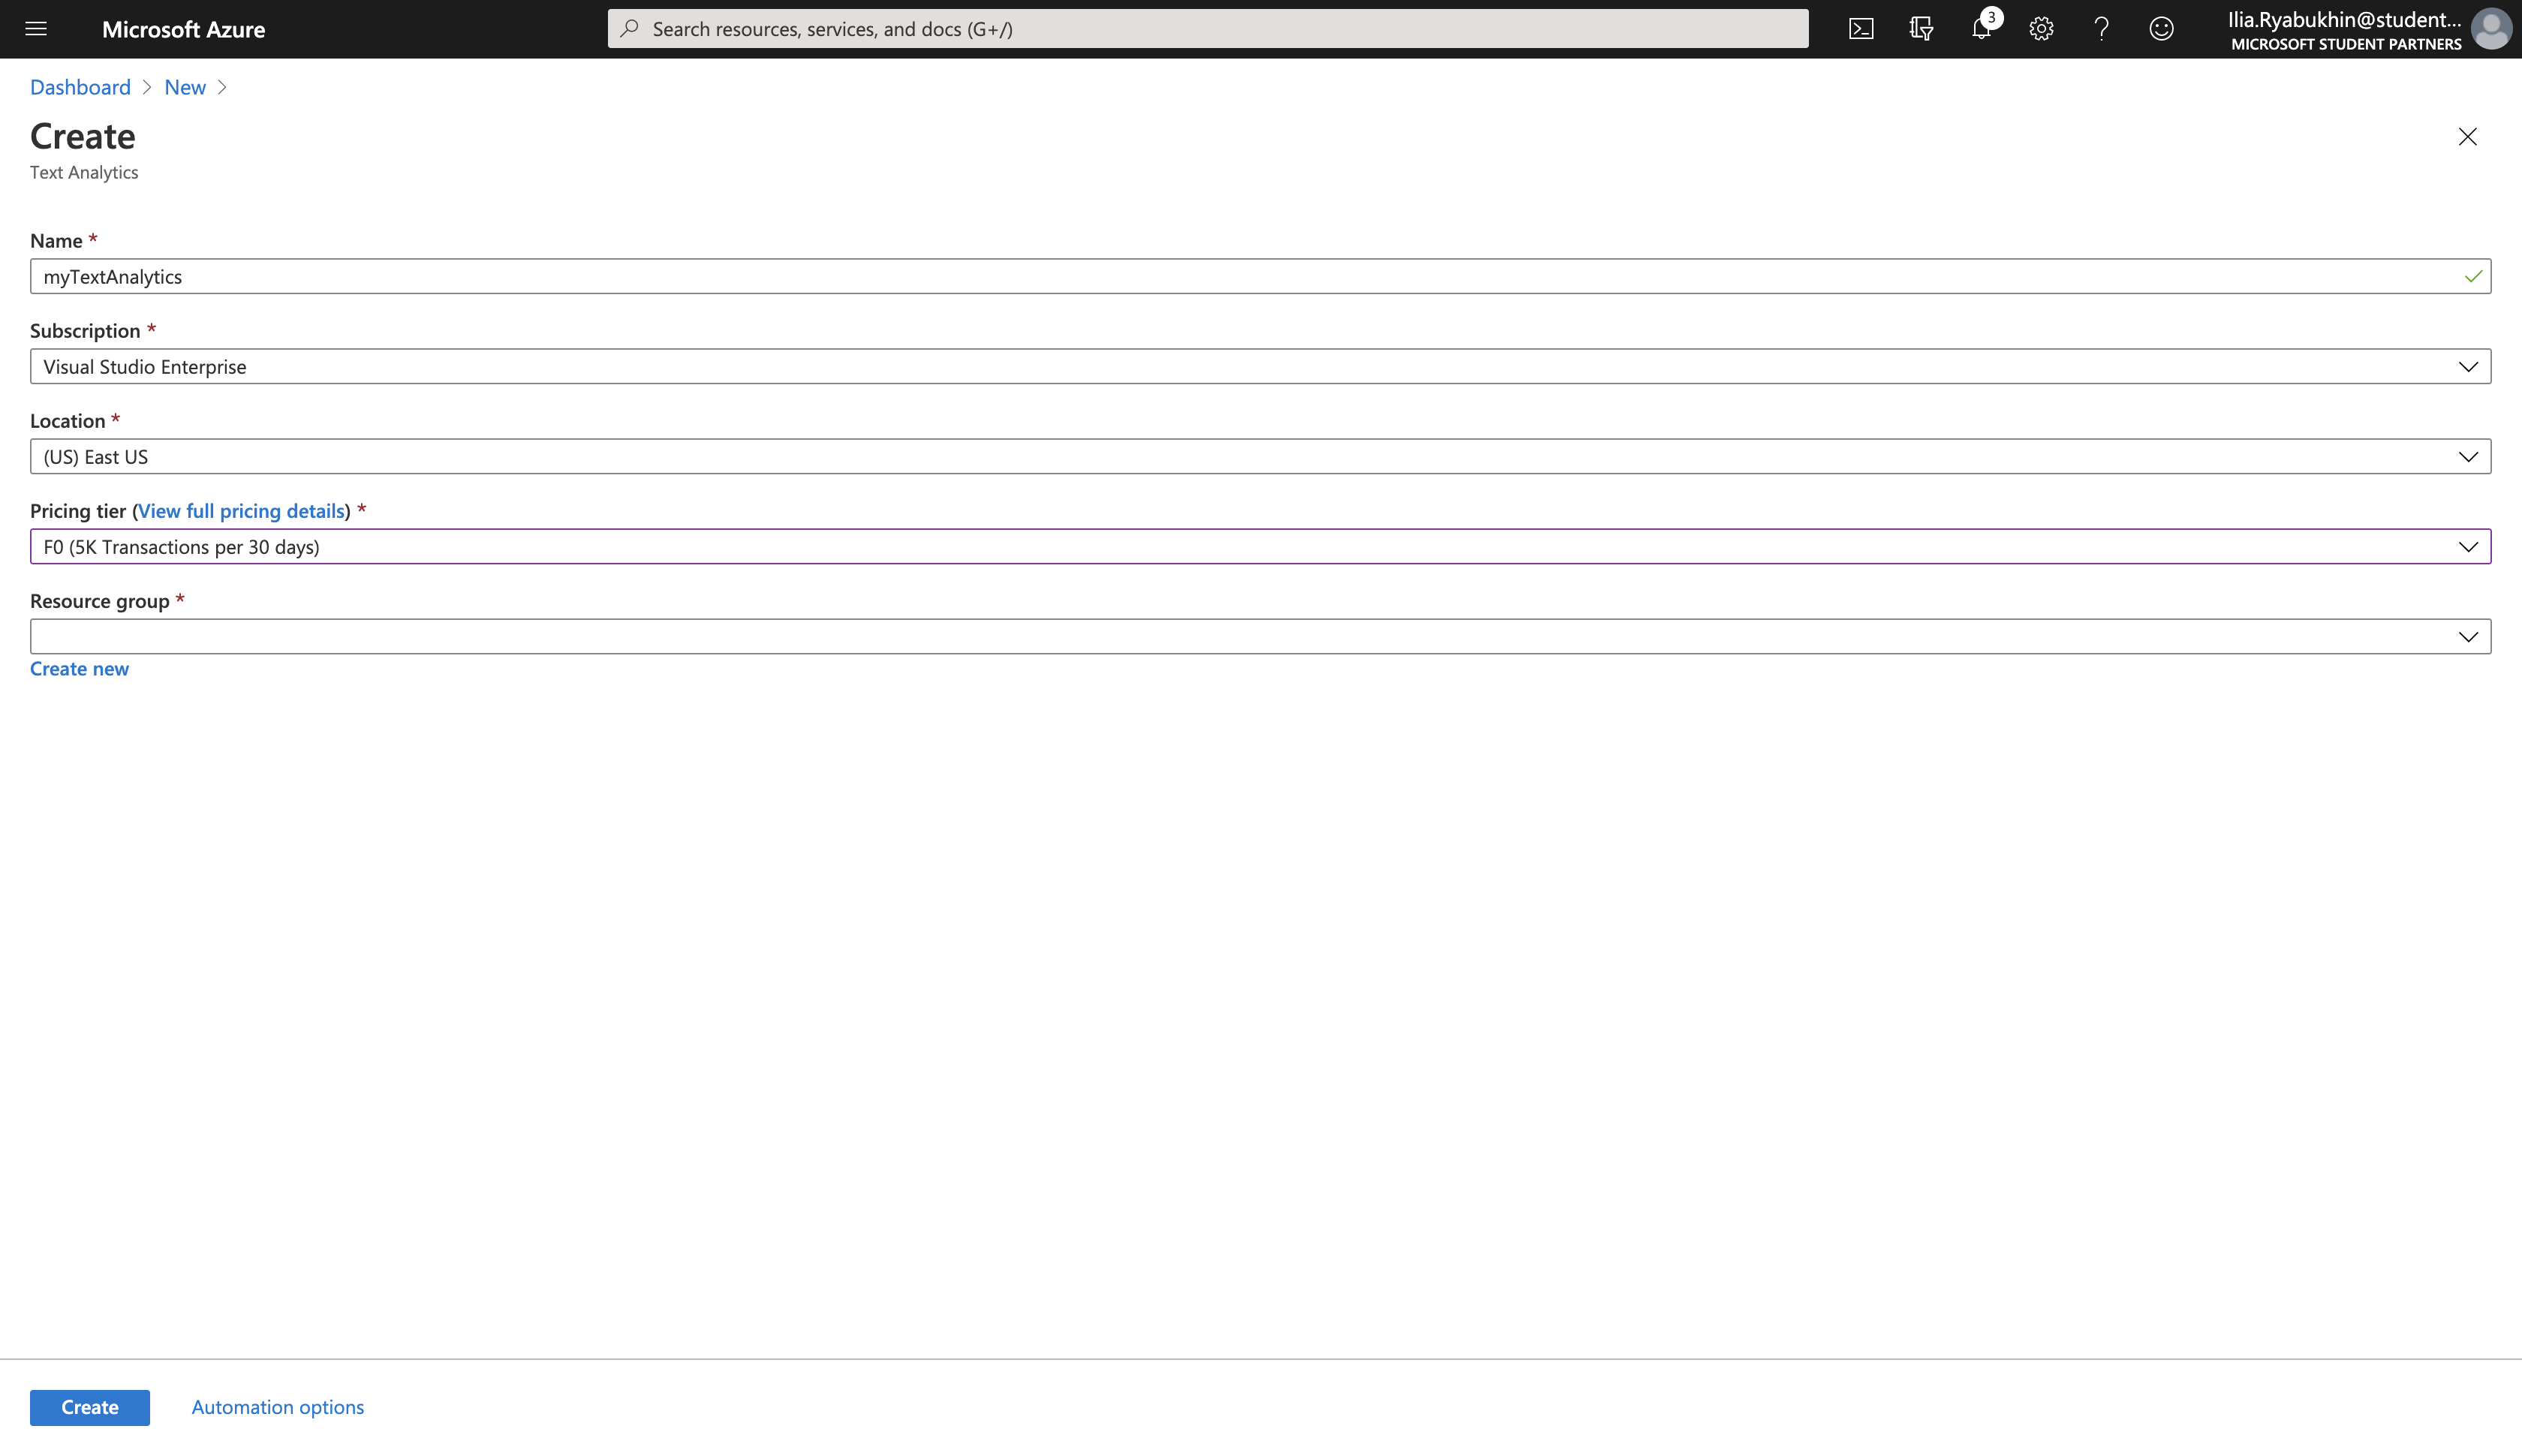 Microsoft Azure
Search resources, services, and docs (G+/)
3
Ilia.Ryabukhin@student...
MICROSOFT STUDENT PARTNERS
Dashboard > New >
Create
Text Analytics
Name *
myTextAnalytics
Subscription *
Visual Studio Enterprise
Location *
(US) East US
Pricing tier (View full pricing details) *
F0 (5K Transactions per 30 days)
Resource group *
Create new
Create
Automation options